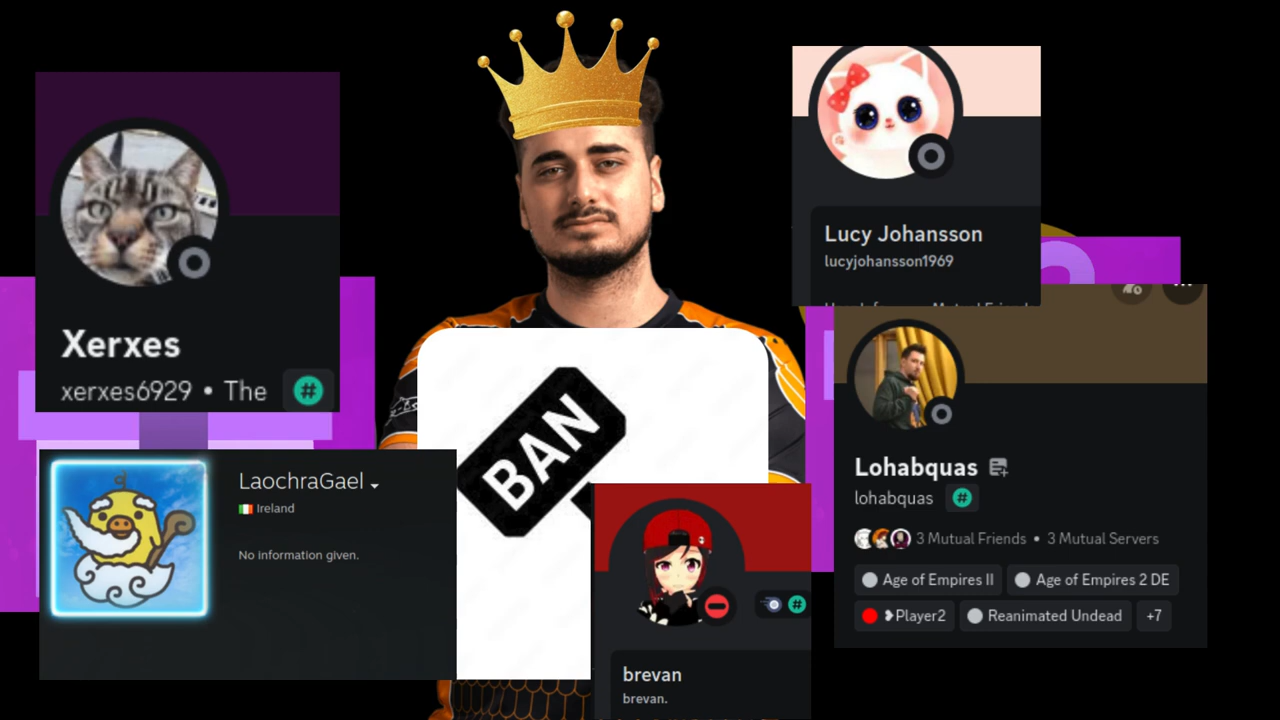 Xerxes
xerxes6929 • The
LaochraGael
Ireland
No information given.
BAN
brevan
brevan.
Lucy Johansson
lucyjohansson1969
Lohabquas
lohabquas
3 Mutual Friends • 3 Mutual Servers
Age of Empires II
Age of Empires 2 DE
❥Player2
Reanimated Undead
+7